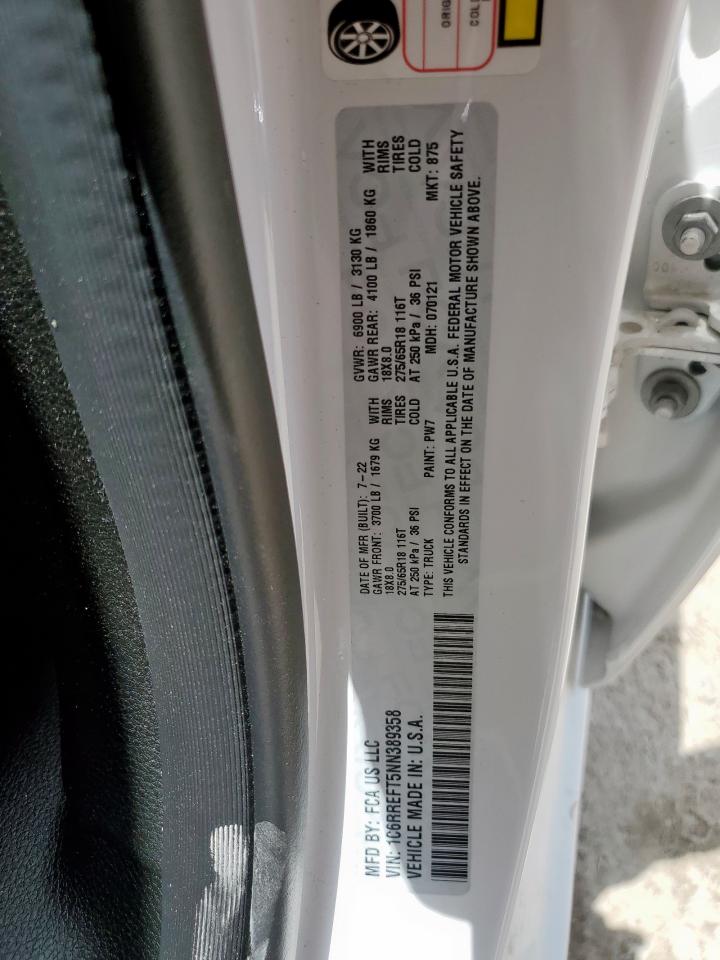 ORIG
COLD
MFD BY: FCA US LLC
VIN: 1C6RREFT5NN389358
VEHICLE MADE IN: U.S.A.
DATE OF MFR (BUILT): 7-22
GAWR FRONT: 3700 LB / 1679 KG WITH
18X8.0 RIMS
275/65R18 116T TIRES
AT 250 kPa / 36 PSI COLD
TYPE: TRUCK PAINT: PW7
GVWR: 6900 LB / 3130 KG
GAWR REAR: 4100 LB / 1860 KG WITH
18X8.0 RIMS
275/65R18 116T TIRES
AT 250 kPa / 36 PSI COLD
MDH: 070121 MKT: 875
THIS VEHICLE CONFORMS TO ALL APPLICABLE U.S.A. FEDERAL MOTOR VEHICLE SAFETY
STANDARDS IN EFFECT ON THE DATE OF MANUFACTURE SHOWN ABOVE.